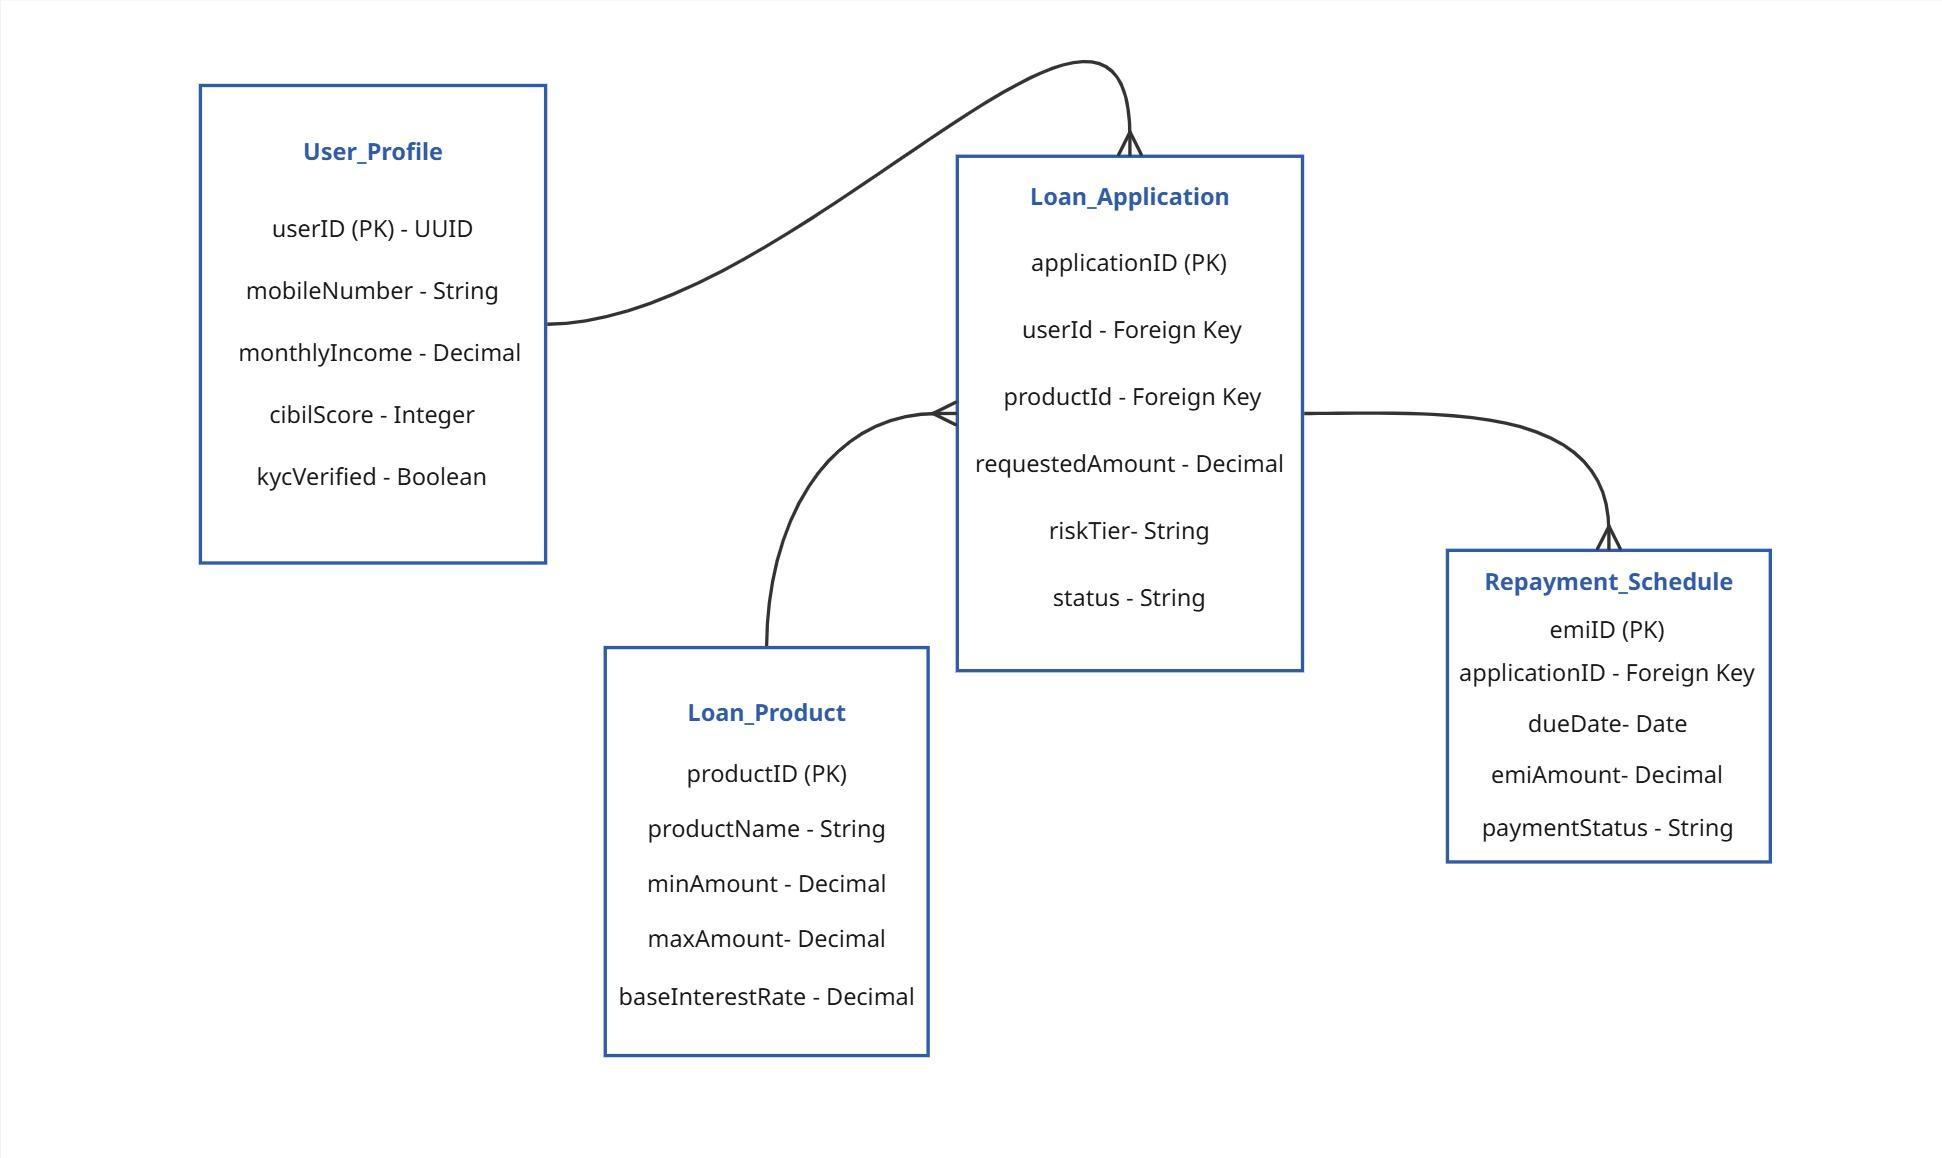 User_Profile
userID (PK) - UUID
mobileNumber - String
monthlyIncome - Decimal
cibilScore - Integer
kycVerified - Boolean
Loan_Application
applicationID (PK)
userId - Foreign Key
productId - Foreign Key
requestedAmount - Decimal
riskTier- String
status - String
Loan_Product
productID (PK)
productName - String
minAmount - Decimal
maxAmount- Decimal
baseInterestRate - Decimal
Repayment_Schedule
emiID (PK)
applicationID - Foreign Key
dueDate- Date
emiAmount- Decimal
paymentStatus - String